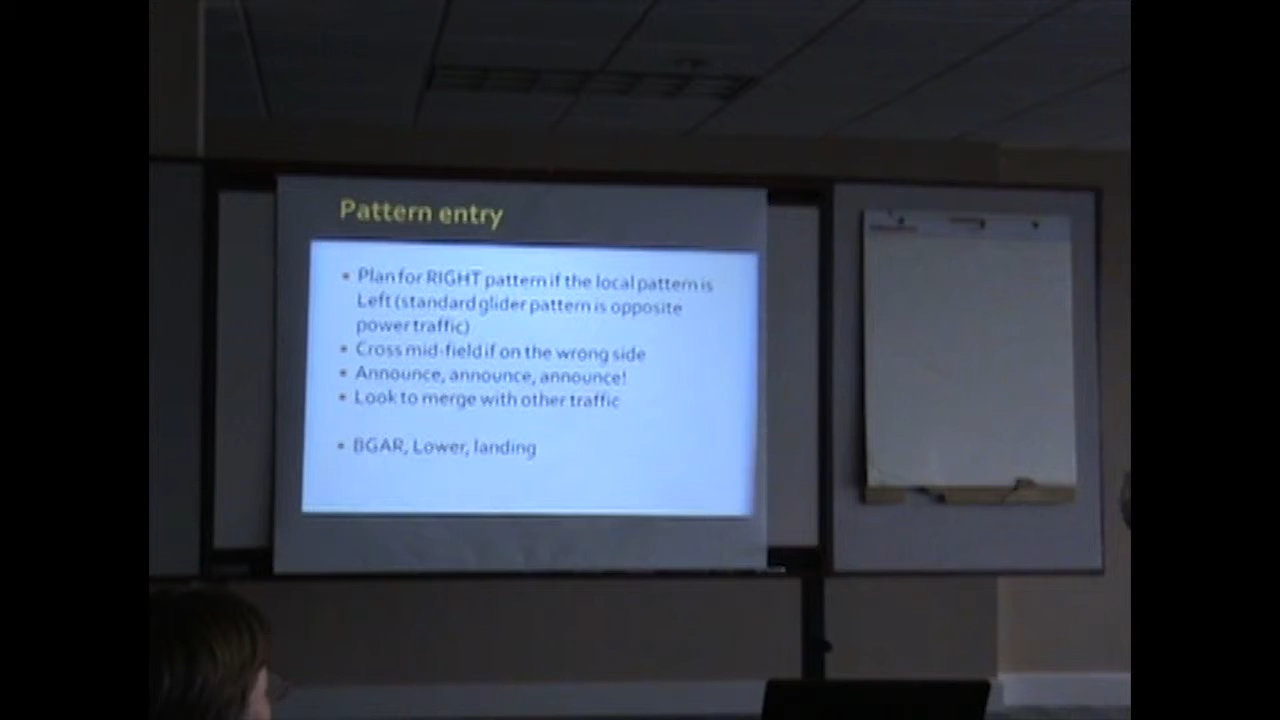 Pattern entry
Plan for RIGHT pattern if the local pattern is
Left (standard glider pattern is opposite
power traffic)
Cross mid-field if on the wrong side
Announce, announce, announce!
Look to merge with other traffic
BGAR, Lower, landing